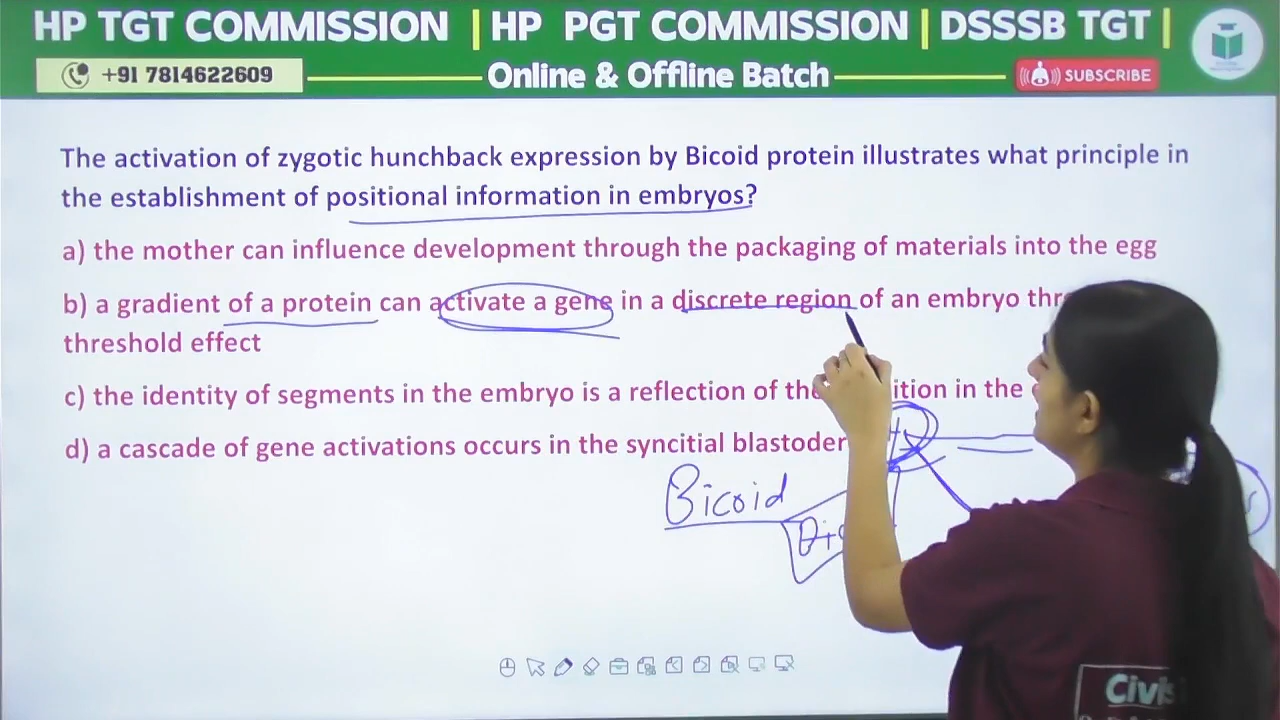 HP TGT COMMISSION | HP PGT COMMISSION | DSSSB TGT |
+91 7814622609
Online & Offline Batch
SUBSCRIBE
The activation of zygotic hunchback expression by Bicoid protein illustrates what principle in
the establishment of positional information in embryos?
a) the mother can influence development through the packaging of materials into the egg
b) a gradient of a protein can activate a gene in a discrete region of an embryo
threshold effect
c) the identity of segments in the embryo is a reflection of in the
d) a cascade of gene activations occurs in the syncitial
Bicoid